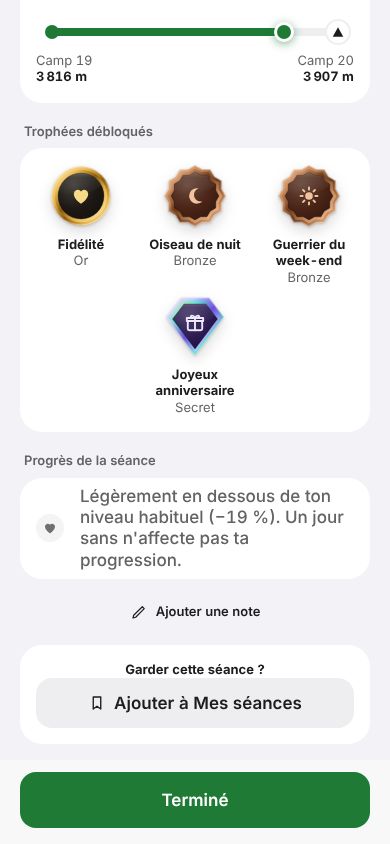 Camp 19
Camp 20
3 816 m
3 907 m
Trophées débloqués
Fidélité
Or
Oiseau de nuit
Bronze
Guerrier du
week-end
Bronze
Joyeux
anniversaire
Secret
Progrès de la séance
Légèrement en dessous de ton
niveau habituel (−19 %). Un jour
sans n'affecte pas ta
progression.
Ajouter une note
Garder cette séance ?
Ajouter à Mes séances
Terminé